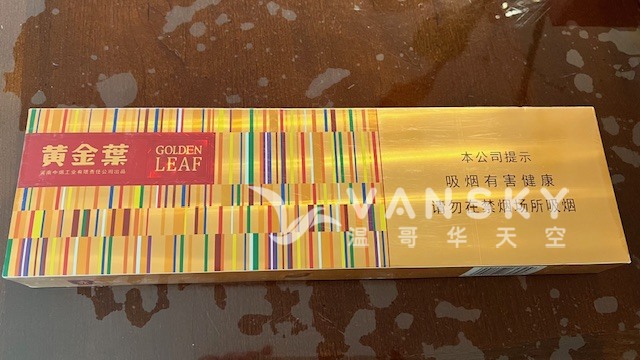 黄金葉
GOLDEN
LEAF
河南中烟工业有限责任公司出品
本公司提示
吸烟有害健康
请勿在禁烟场所吸烟
VANSKY
温哥华天空